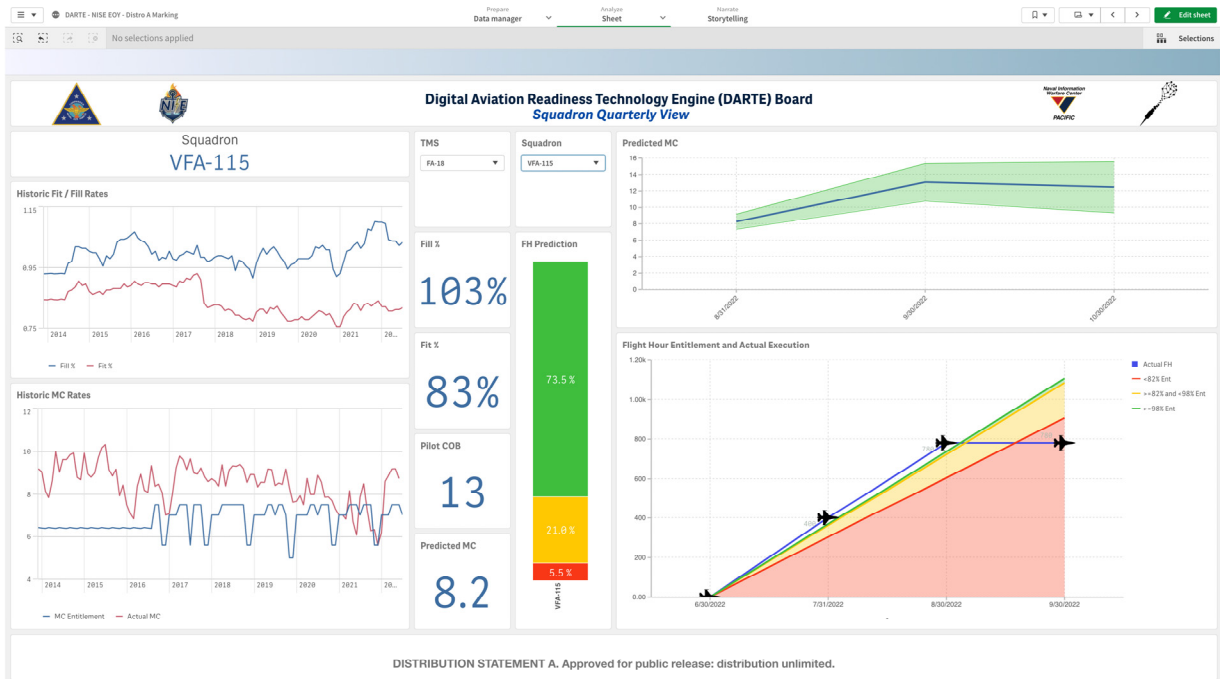 DARTE - NISE EOY - Distro A Marking
Prepare
Data manager
Analyze
Sheet
Narrate
Storytelling
Edit sheet
No selections applied
Selections
Digital Aviation Readiness Technology Engine (DARTE) Board
Squadron Quarterly View
Naval Information
Warfare Center
PACIFIC
Squadron
VFA-115
TMS
FA-18
Squadron
VFA-115
Historic Fit / Fill Rates
1.15
0.95
0.75
2014 2015 2016 2017 2018 2019 2020 2021 20...
Fill % Fit %
Historic MC Rates
12
10
8
6
4
2014 2015 2016 2017 2018 2019 2020 2021 20...
MC Entitlement Actual MC
Fill %
103%
Fit %
83%
Pilot COB
13
Predicted MC
8.2
FH Prediction
73.5 %
21.0 %
5.5 %
VFA-115
Predicted MC
16
14
12
10
8
6
4
2
0
8/31/2022 9/30/2022 10/30/2022
Flight Hour Entitlement and Actual Execution
1.20k
1.00k
800
600
400
200
0.00
6/30/2022 7/31/2022 8/30/2022 9/30/2022
-
Actual FH
<82% Ent
>=82% and <98% Ent
DISTRIBUTION STATEMENT A. Approved for public release: distribution unlimited.